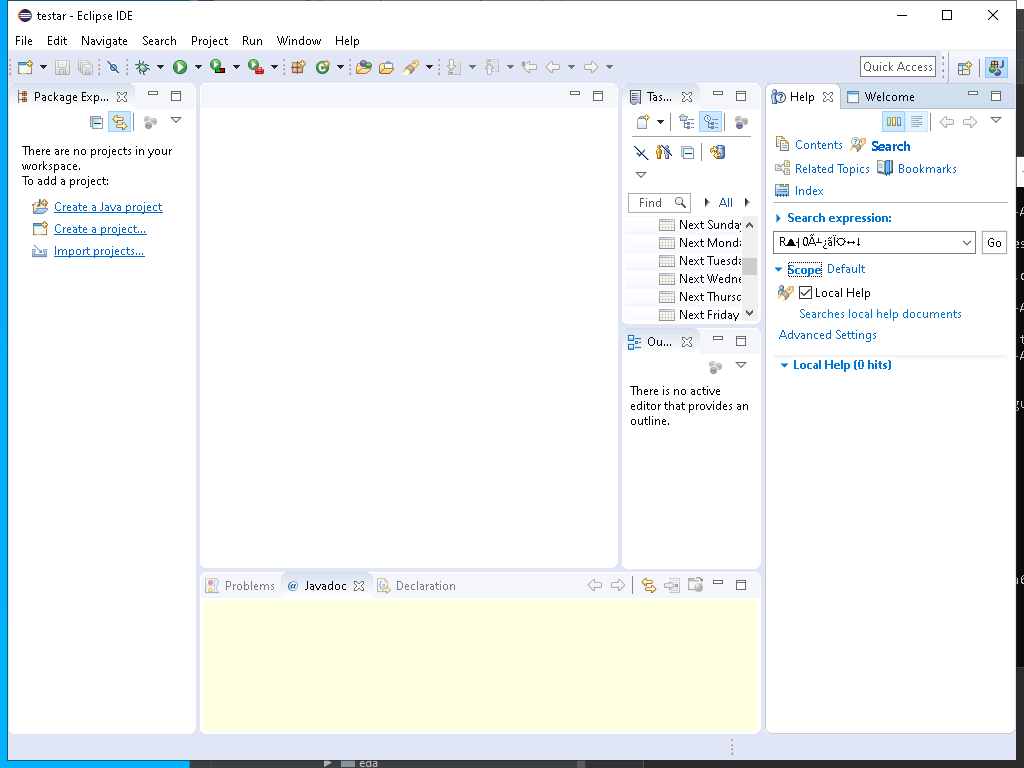 testar - Eclipse IDE
File Edit Navigate Search Project Run Window Help
Quick Access
Package Exp...
There are no projects in your
workspace.
To add a project:
Create a Java project
Create a project...
Import projects...
Tas...
Find
All
Next Sunday
Next Monda
Next Tuesda
Next Wedne
Next Thursd
Next Friday
Ou...
There is no active
editor that provides an
outline.
Problems @ Javadoc Declaration
Help Welcome
Contents Search
Related Topics Bookmarks
Index
Search expression:
Go
Scope Default
Local Help
Searches local help documents
Advanced Settings
Local Help (0 hits)
eda